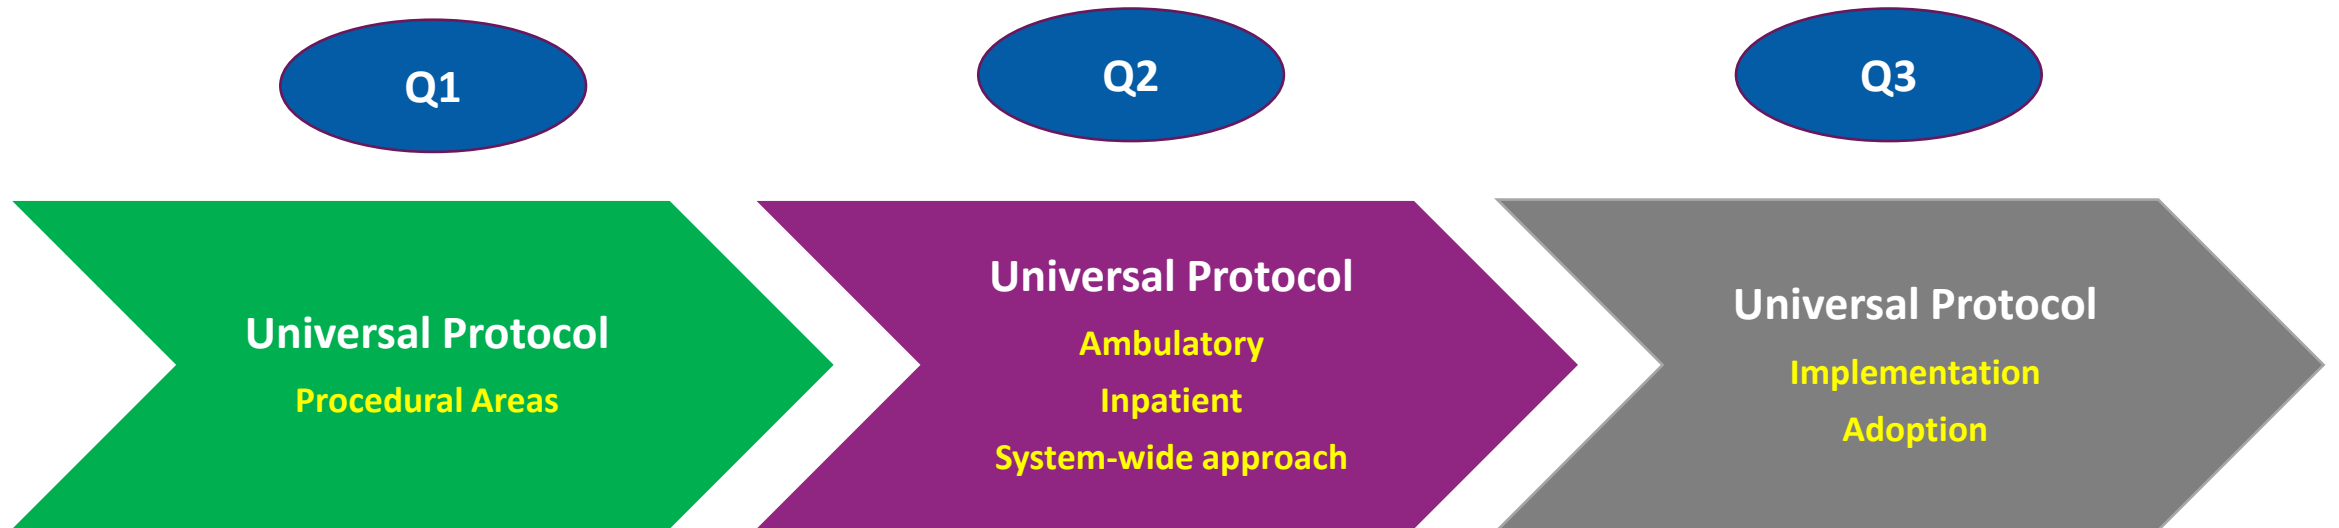 Q1
Q2
Q3
Universal Protocol
Procedural Areas
Universal Protocol
Ambulatory
Inpatient
System-wide approach
Universal Protocol
Implementation
Adoption